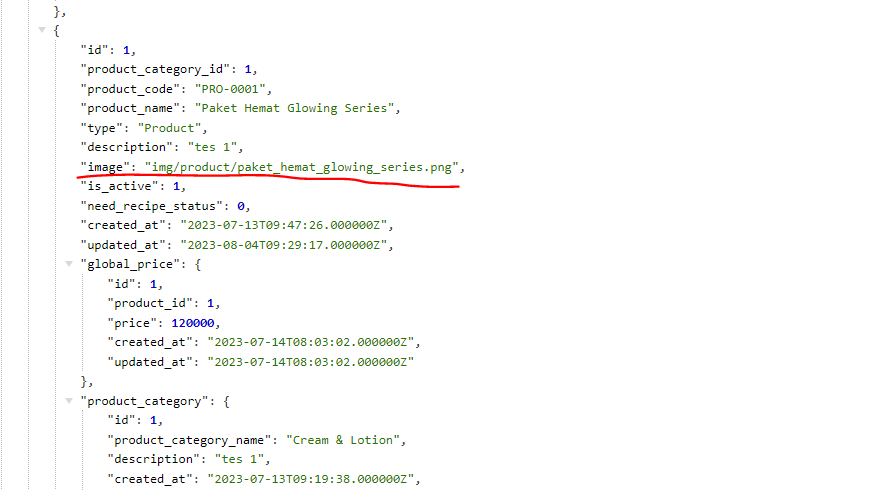 },
{
"id": 1,
"product_category_id": 1,
"product_code": "PRO-0001",
"product_name": "Paket Hemat Glowing Series",
"type": "Product",
"description": "tes 1",
"image": "img/product/paket_hemat_glowing_series.png",
"is_active": 1,
"need_recipe_status": 0,
"created_at": "2023-07-13T09:47:26.000000Z",
"updated_at": "2023-08-04T09:29:17.000000Z",
"global_price": {
"id": 1,
"product_id": 1,
"price": 120000,
"created_at": "2023-07-14T08:03:02.000000Z",
"updated_at": "2023-07-14T08:03:02.000000Z"
},
"product_category": {
"id": 1,
"product_category_name": "Cream & Lotion",
"description": "tes 1",
"created_at": "2023-07-13T09:19:38.000000Z",